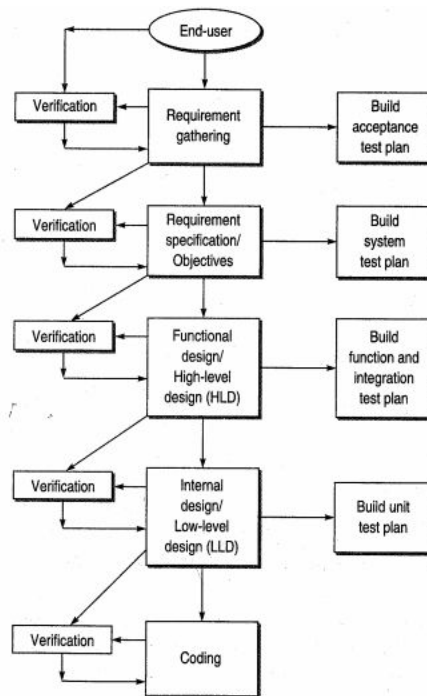 End-user
Verification
Requirement
gathering
Build
acceptance
test plan
Verification
Requirement
specification/
Objectives
Build
system
test plan
Verification
Functional
design/
High-level
design (HLD)
Build
function and
integration
test plan
Verification
Internal
design/
Low-level
design (LLD)
Build unit
test plan
Verification
Coding